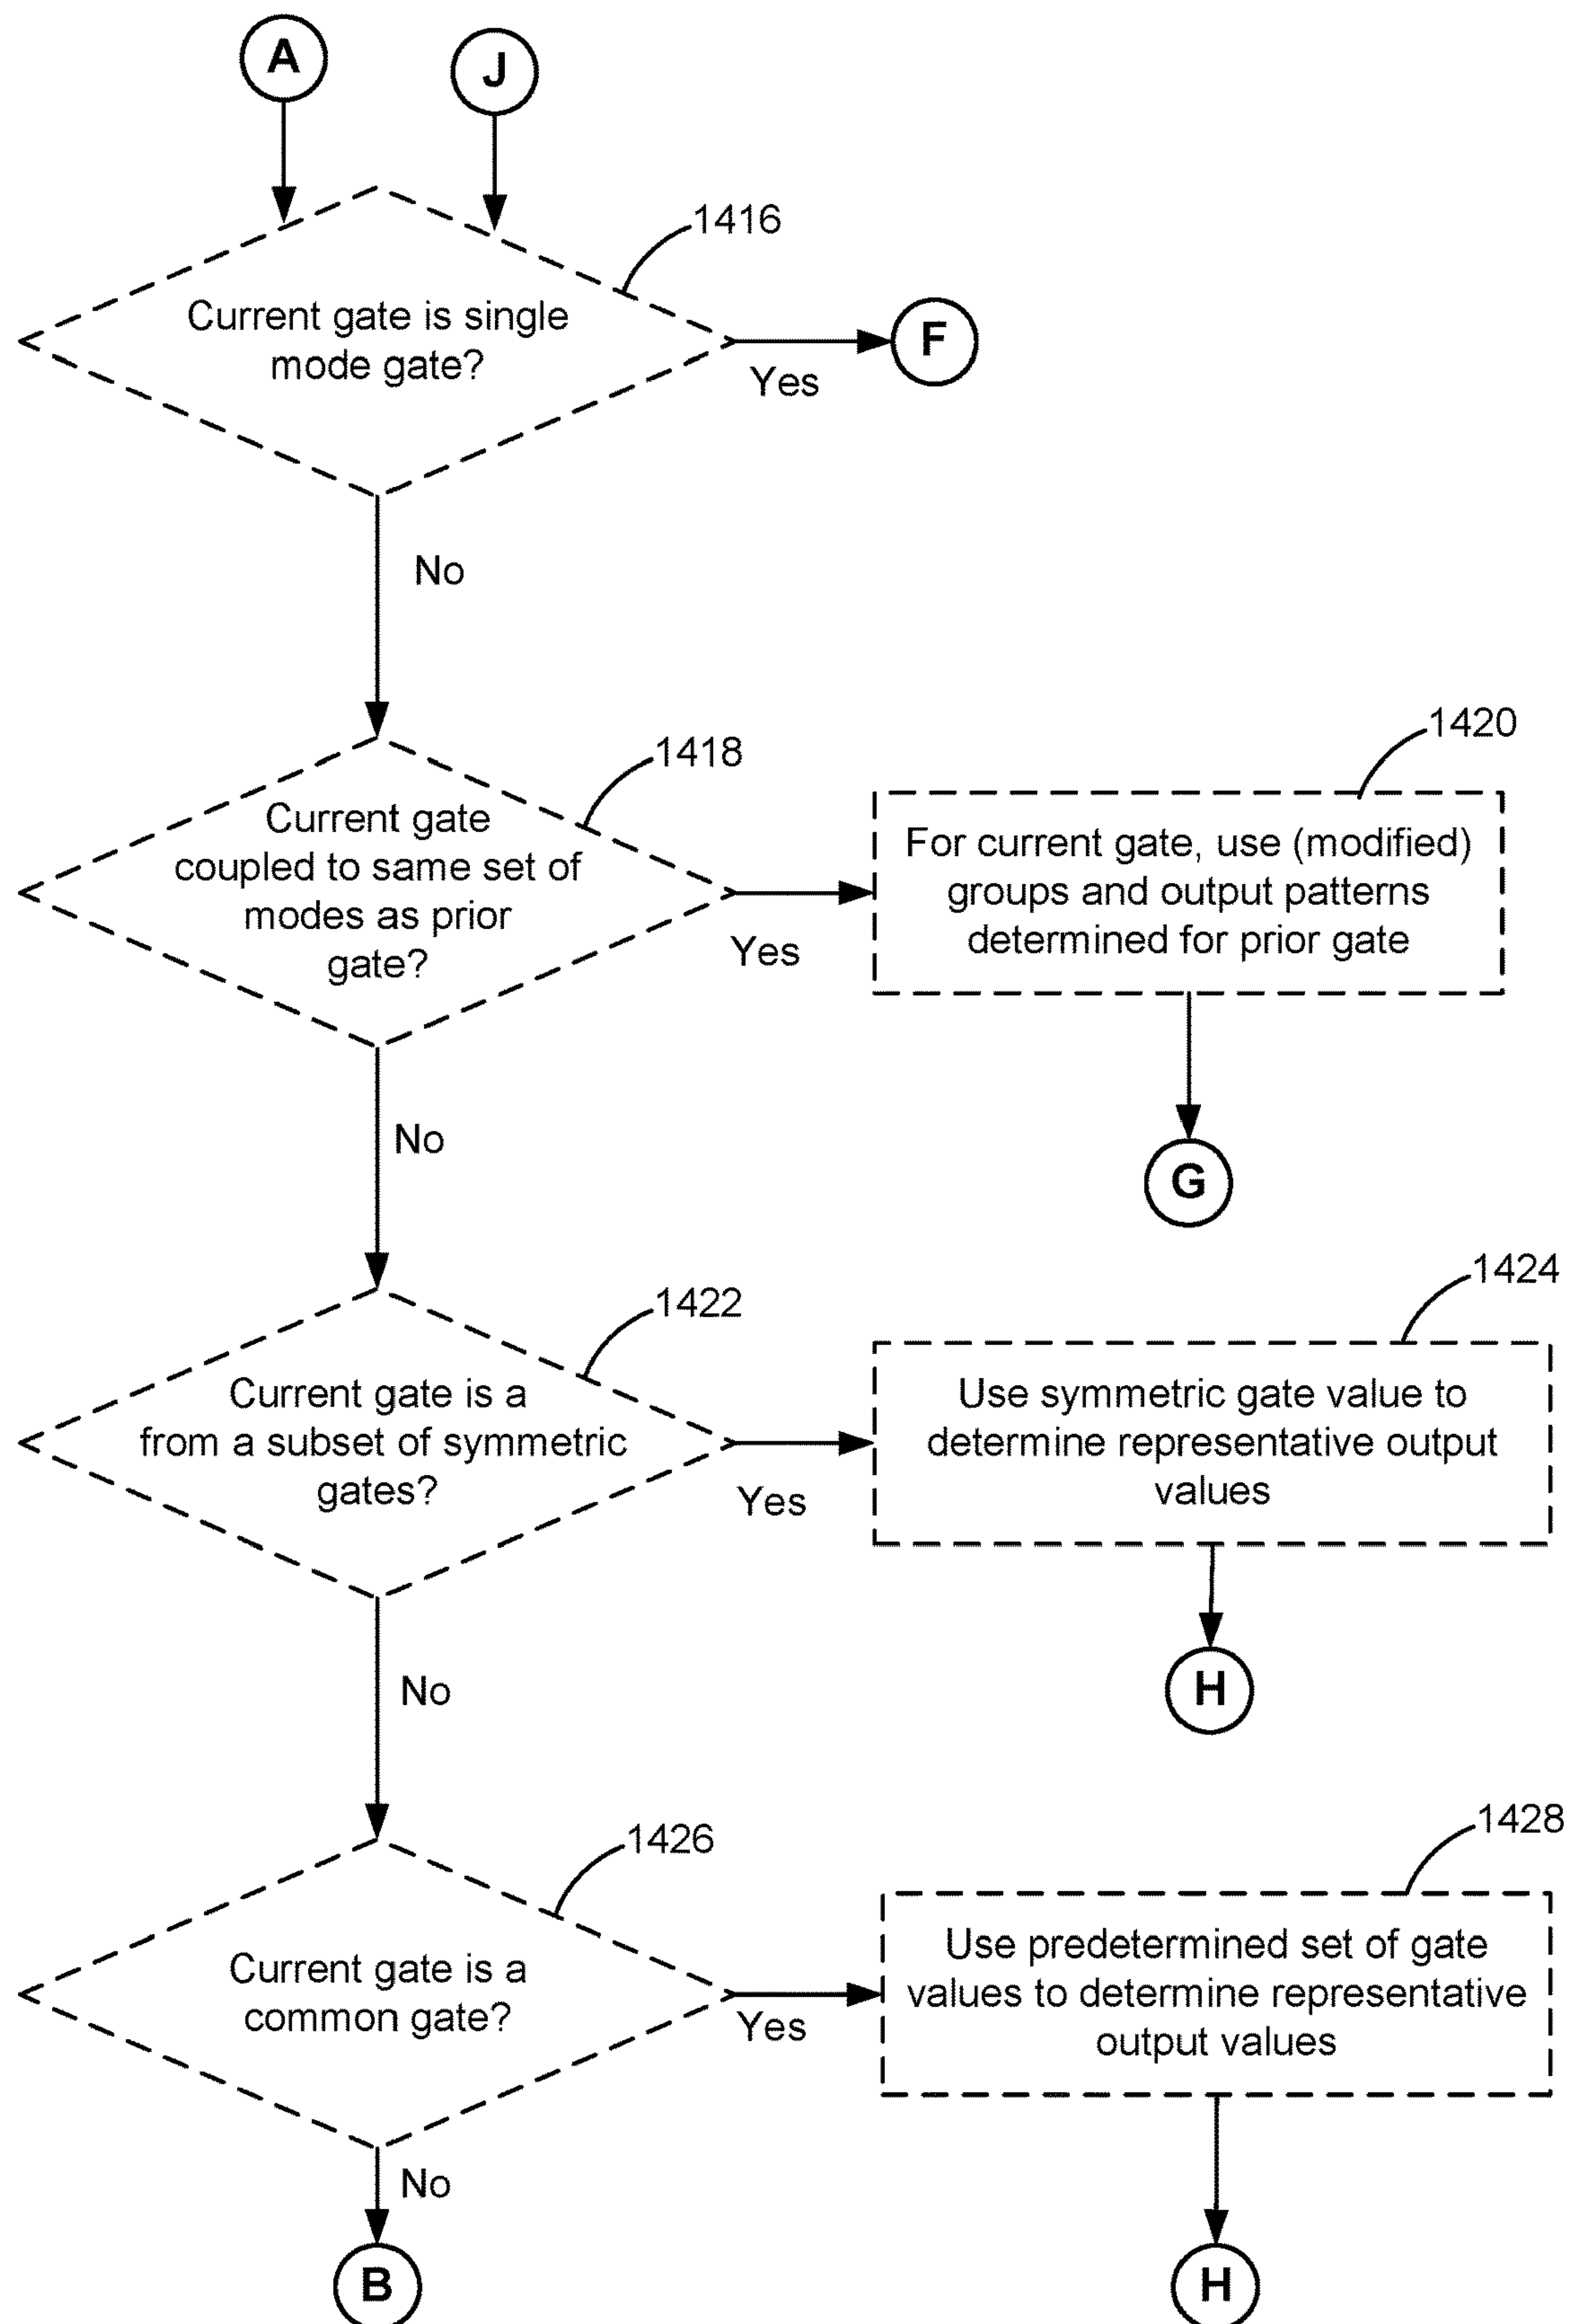 A
J
1416
Current gate is single
mode gate?
F
Yes
No
1418
1420
Current gate
coupled to same set of
modes as prior
gate?
Yes
For current gate, use (modified)
groups and output patterns
determined for prior gate
No
G
1422
1424
Current gate is a
from a subset of symmetric
gates?
Yes
Use symmetric gate value to
determine representative output
values
No
H
1426
1428
Current gate is a
common gate?
Yes
Use predetermined set of gate
values to determine representative
output values
No
B
H